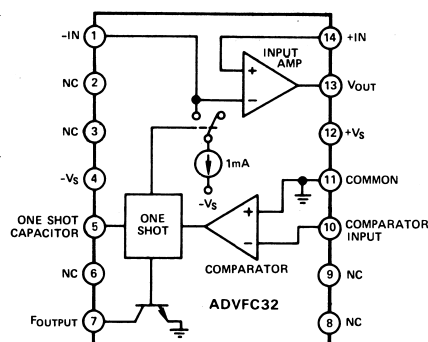 –IN 1
NC 2
NC 3
–VS 4
ONE SHOT
CAPACITOR 5
NC 6
FOUTPUT 7
14 +IN
13 VOUT
12 +VS
11 COMMON
10 COMPARATOR
INPUT
9 NC
8 NC
INPUT
AMP
+
–
1mA
–VS
ONE
SHOT
+
–
COMPARATOR
ADVFC32